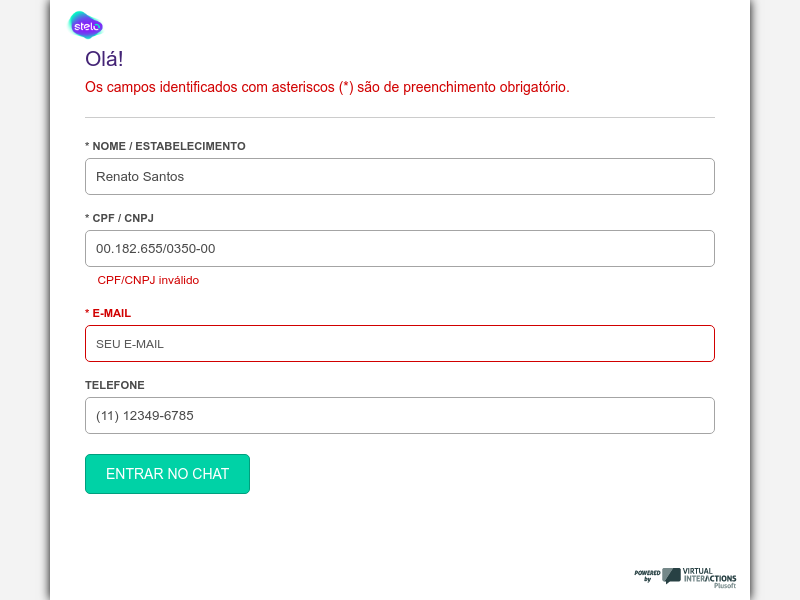 stelo
Olá!
Os campos identificados com asteriscos (*) são de preenchimento obrigatório.
* NOME / ESTABELECIMENTO
Renato Santos
* CPF / CNPJ
00.182.655/0350-00
CPF/CNPJ inválido
* E-MAIL
SEU E-MAIL
TELEFONE
(11) 12349-6785
ENTRAR NO CHAT
POWERED by VIRTUAL INTERACTIONS
Plusoft